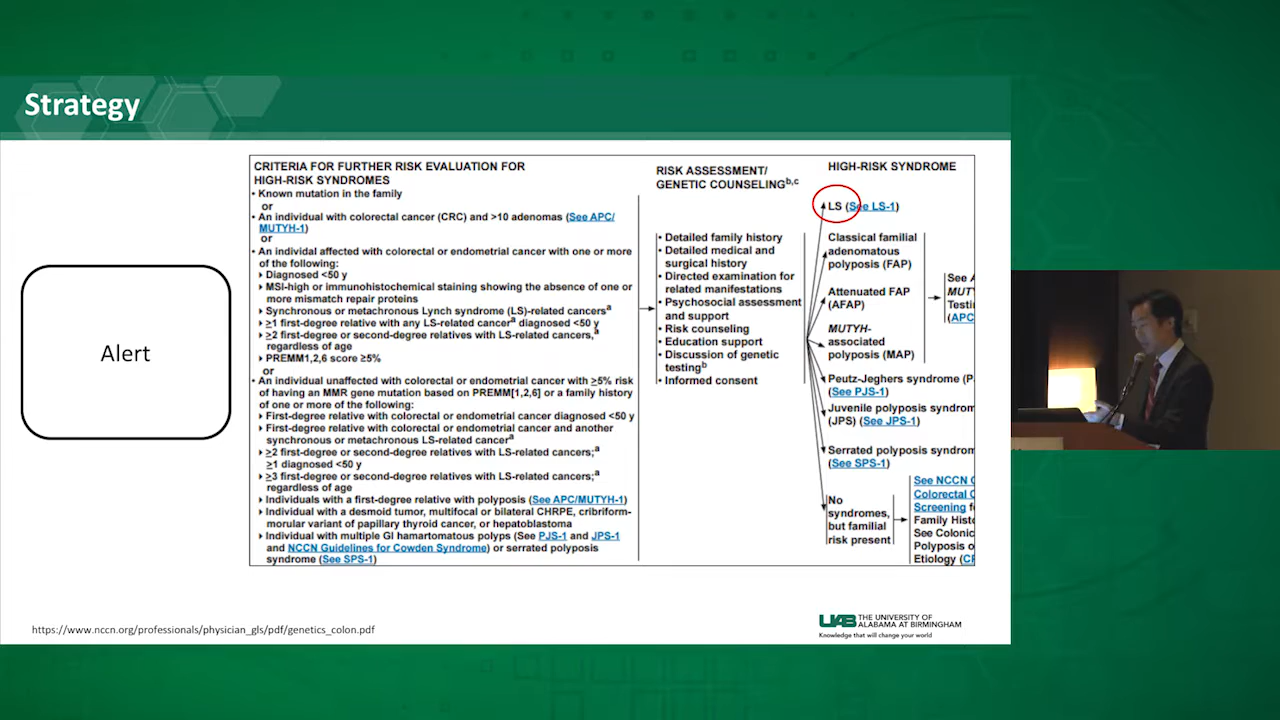 Strategy
Alert
CRITERIA FOR FURTHER RISK EVALUATION FOR
HIGH-RISK SYNDROMES
• Known mutation in the family
or
• An individual with colorectal cancer (CRC) and >10 adenomas (See APC/
MUTYH-1)
or
• An individal affected with colorectal or endometrial cancer with one or more
of the following:
Diagnosed <50 y
MSI-high or immunohistochemical staining showing the absence of one or
more mismatch repair proteins
Synchronous or metachronous Lynch syndrome (LS)-related cancersa
≥1 first-degree relative with any LS-related cancera diagnosed <50 y
≥2 first-degree or second-degree relatives with LS-related cancers,a
regardless of age
PREMM1,2,6 score ≥5%
or
• An individual unaffected with colorectal or endometrial cancer with ≥5% risk
of having an MMR gene mutation based on PREMM[1,2,6] or a family history
of one or more of the following:
First-degree relative with colorectal or endometrial cancer diagnosed <50 y
First-degree relative with colorectal or endometrial cancer and another
synchronous or metachronous LS-related cancera
≥2 first-degree or second-degree relatives with LS-related cancers;a
≥1 diagnosed <50 y
≥3 first-degree or second-degree relatives with LS-related cancers;a
regardless of age
Individuals with a first-degree relative with polyposis (See APC/MUTYH-1)
Individual with a desmoid tumor, multifocal or bilateral CHRPE, cribriform-
morular variant of papillary thyroid cancer, or hepatoblastoma
Individual with multiple GI hamartomatous polyps (See PJS-1 and JPS-1
and NCCN Guidelines for Cowden Syndrome) or serrated polyposis
syndrome (See SPS-1)
RISK ASSESSMENT/
GENETIC COUNSELINGb,c
• Detailed family history
• Detailed medical and
surgical history
• Directed examination for
related manifestations
• Psychosocial assessment
and support
• Risk counseling
• Education support
• Discussion of genetic
testingb
• Informed consent
HIGH-RISK SYNDROME
LS (See LS-1)
Classical familial
adenomatous
polyposis (FAP)
Attenuated FAP
(AFAP)
MUTYH-
associated
polyposis (MAP)
See A
MUT
Testin
(APC
Peutz-Jeghers syndrome (P
(See PJS-1)
Juvenile polyposis syndrom
(JPS) (See JPS-1)
Serrated polyposis syndrom
(See SPS-1)
No
syndromes,
but familial
risk present
See NCCN G
Colorectal C
Screening fo
Family Histo
See Colonic
Polyposis o
Etiology (CP
https://www.nccn.org/professionals/physician_gls/pdf/genetics_colon.pdf
UAB THE UNIVERSITY OF
ALABAMA AT BIRMINGHAM
Knowledge that will change your world